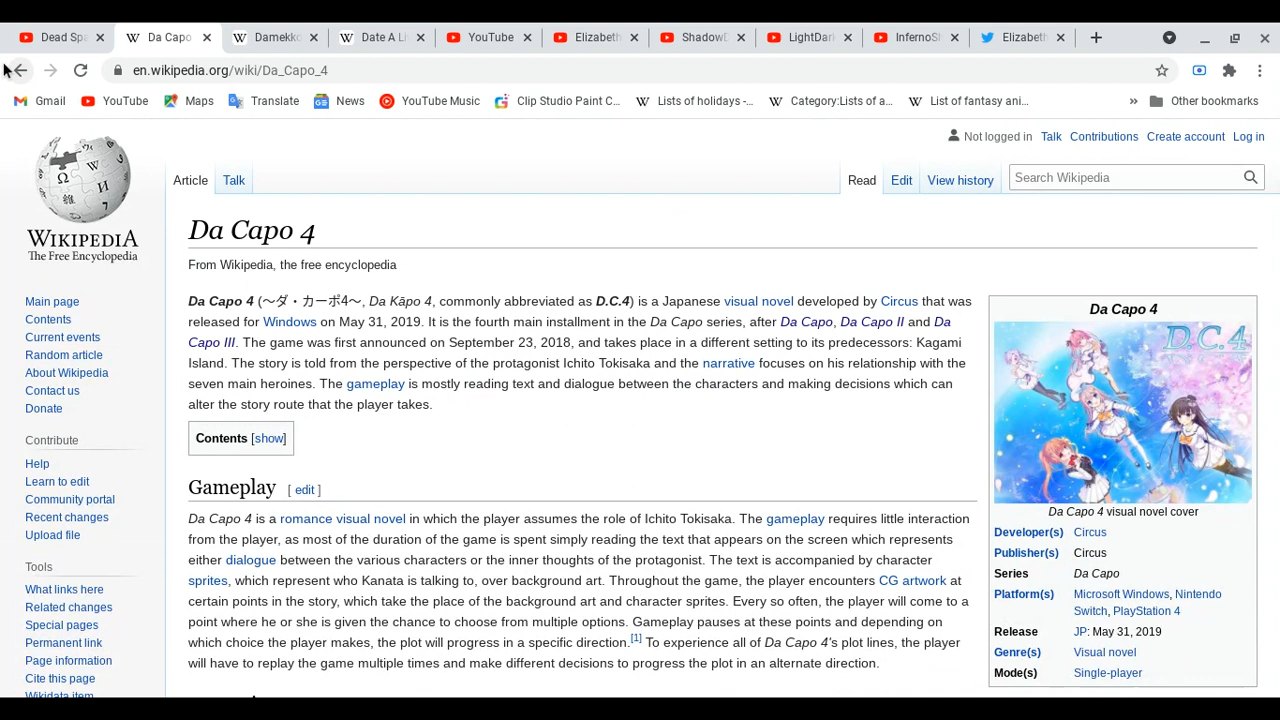 Dead Spa
Da Capo
Damekko
Date A Li
YouTube
Elizabeth
ShadowD
LightDark
InfernoSh
Elizabeth
en.wikipedia.org/wiki/Da_Capo_4
Gmail
YouTube
Maps
Translate
News
YouTube Music
Clip Studio Paint C...
Lists of holidays -...
Category:Lists of a...
List of fantasy ani...
»
Other bookmarks
Not logged in
Talk
Contributions
Create account
Log in
Article
Talk
Read
Edit
View history
Search Wikipedia
WIKIPEDIA
The Free Encyclopedia
Main page
Contents
Current events
Random article
About Wikipedia
Contact us
Donate
Contribute
Help
Learn to edit
Community portal
Recent changes
Upload file
Tools
What links here
Related changes
Special pages
Permanent link
Page information
Cite this page
Wikidata item
Da Capo 4
From Wikipedia, the free encyclopedia
Da Capo 4 (〜ダ・カーポ4〜, Da Kāpo 4, commonly abbreviated as D.C.4) is a Japanese visual novel developed by Circus that was
released for Windows on May 31, 2019. It is the fourth main installment in the Da Capo series, after Da Capo, Da Capo II and Da
Capo III. The game was first announced on September 23, 2018, and takes place in a different setting to its predecessors: Kagami
Island. The story is told from the perspective of the protagonist Ichito Tokisaka and the narrative focuses on his relationship with the
seven main heroines. The gameplay is mostly reading text and dialogue between the characters and making decisions which can
alter the story route that the player takes.
Contents [show]
Gameplay [ edit ]
Da Capo 4 is a romance visual novel in which the player assumes the role of Ichito Tokisaka. The gameplay requires little interaction
from the player, as most of the duration of the game is spent simply reading the text that appears on the screen which represents
either dialogue between the various characters or the inner thoughts of the protagonist. The text is accompanied by character
sprites, which represent who Kanata is talking to, over background art. Throughout the game, the player encounters CG artwork at
certain points in the story, which take the place of the background art and character sprites. Every so often, the player will come to a
point where he or she is given the chance to choose from multiple options. Gameplay pauses at these points and depending on
which choice the player makes, the plot will progress in a specific direction.[1] To experience all of Da Capo 4's plot lines, the player
will have to replay the game multiple times and make different decisions to progress the plot in an alternate direction.
Da Capo 4
D.C.4
Da Capo 4 visual novel cover
Developer(s) Circus
Publisher(s) Circus
Series Da Capo
Platform(s) Microsoft Windows, Nintendo
Switch, PlayStation 4
Release JP: May 31, 2019
Genre(s) Visual novel
Mode(s) Single-player